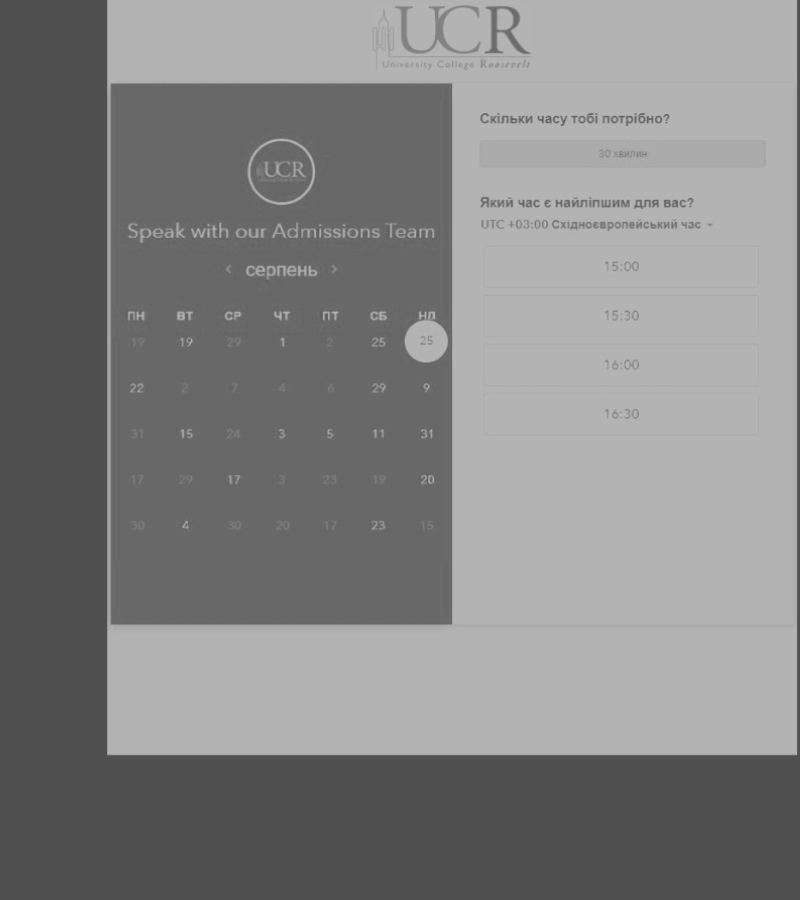 UCR
University College Roosevelt
UCR
Speak with our Admissions Team
‹ серпень ›
ПН ВТ СР ЧТ ПТ СБ НД
19 19 29 1 2 25 25
22 2 7 4 6 29 9
31 15 24 3 5 11 31
17 29 17 3 23 19 20
30 4 30 20 17 23 15
Скільки часу тобі потрібно?
30 хвилин
Який час є найліпшим для вас?
UTC +03:00 Східноєвропейський час
15:00
15:30
16:00
16:30